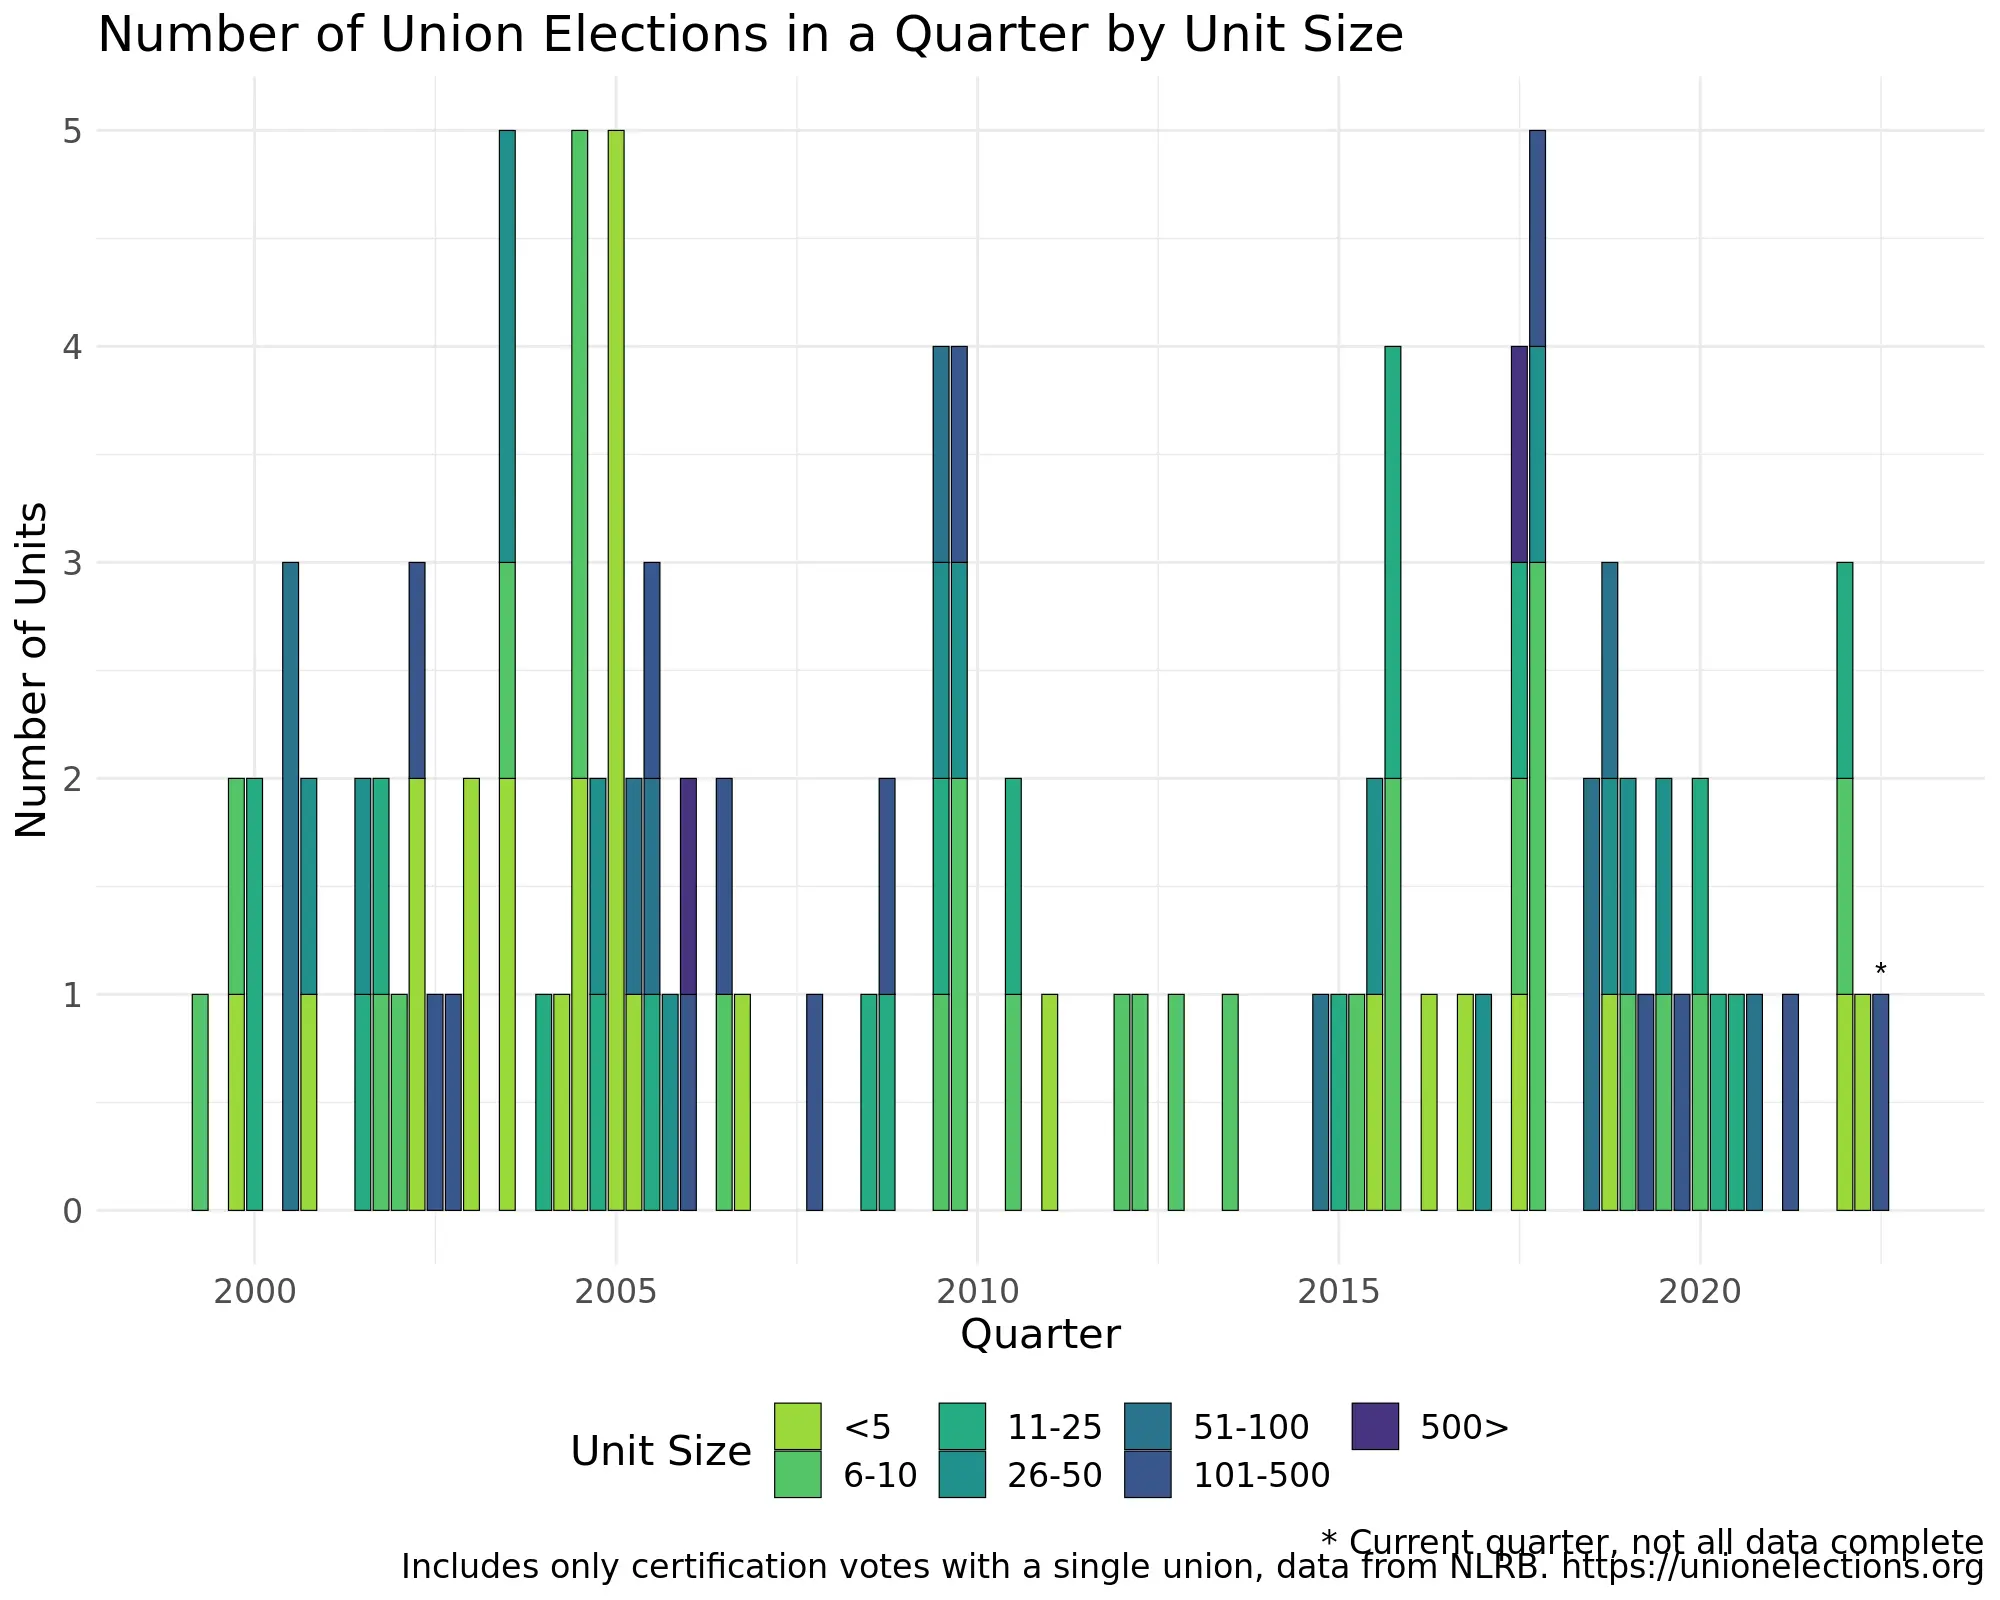 Number of Union Elections in a Quarter by Unit Size
5
4
3
2
1
0
Number of Units
*
2000 2005 2010 2015 2020
Quarter
Unit Size
<5 11-25 51-100 500>
6-10 26-50 101-500
* Current quarter, not all data complete
Includes only certification votes with a single union, data from NLRB. https://unionelections.org